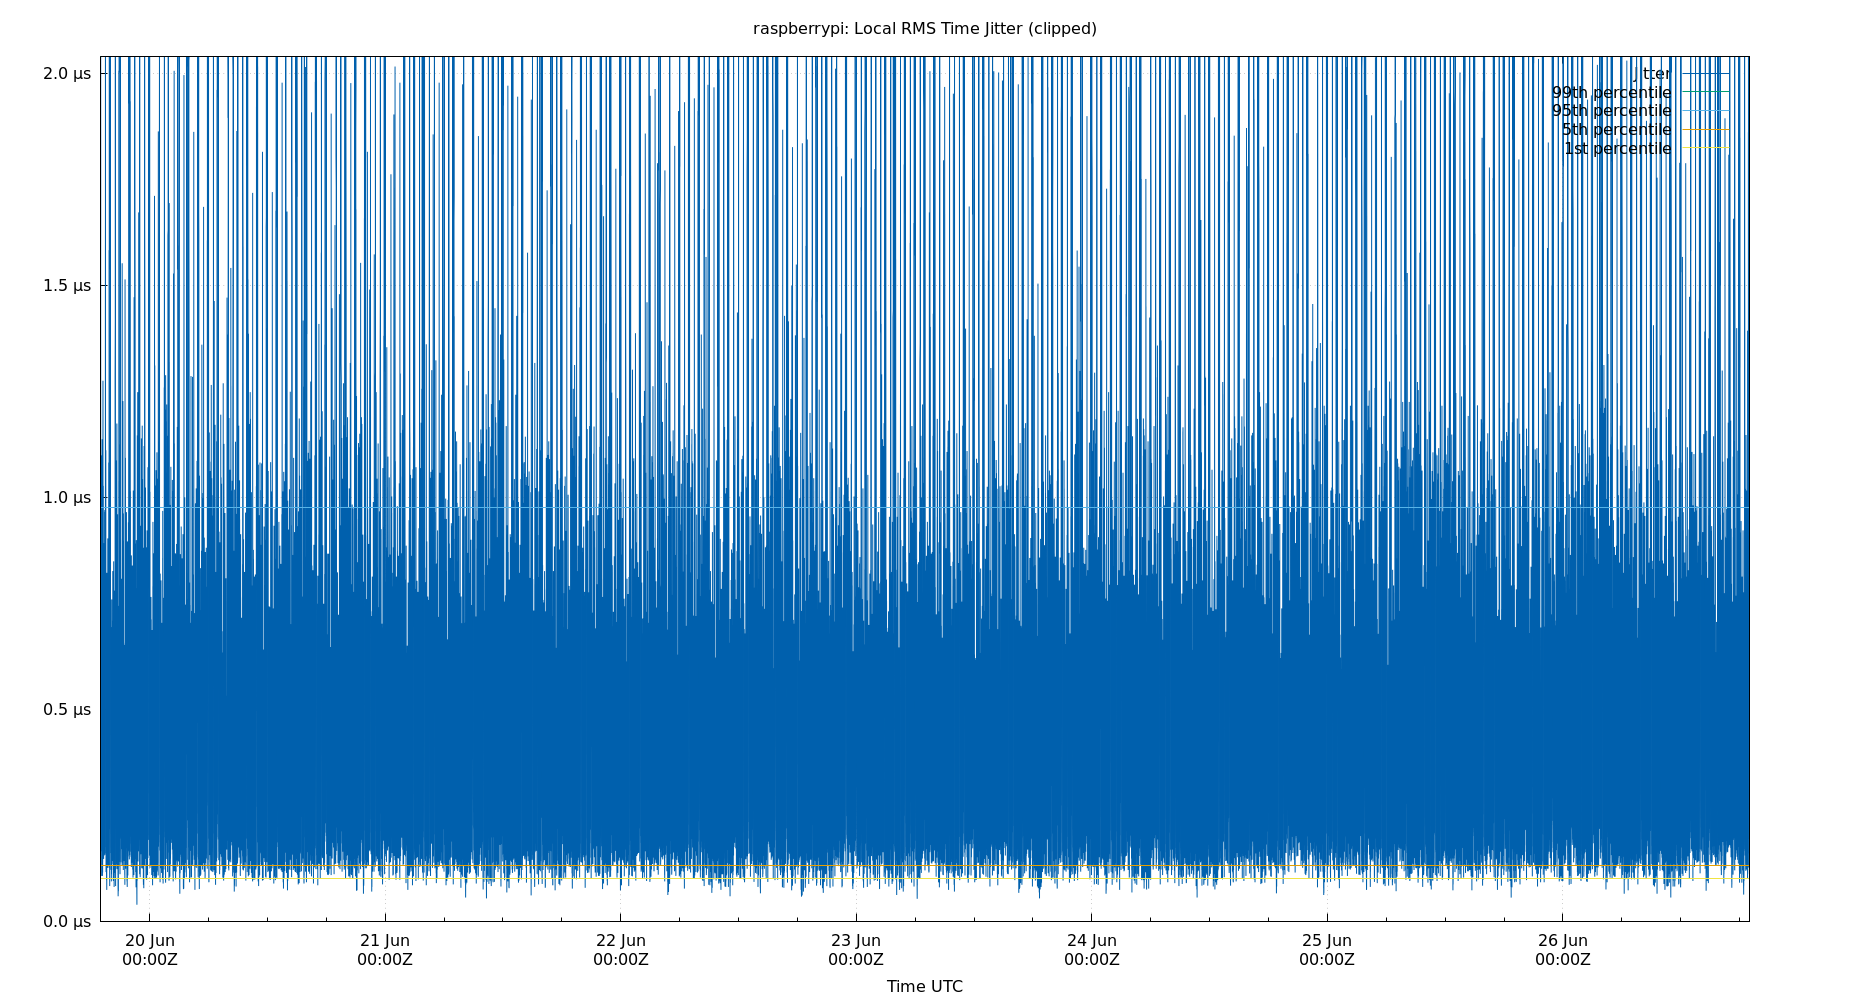 raspberrypi: Local RMS Time Jitter (clipped)
2.0 µs
1.5 µs
1.0 µs
0.5 µs
0.0 µs
jitter
99th percentile
95th percentile
5th percentile
1st percentile
20 Jun
00:00Z
21 Jun
00:00Z
22 Jun
00:00Z
23 Jun
00:00Z
24 Jun
00:00Z
25 Jun
00:00Z
26 Jun
00:00Z
Time UTC